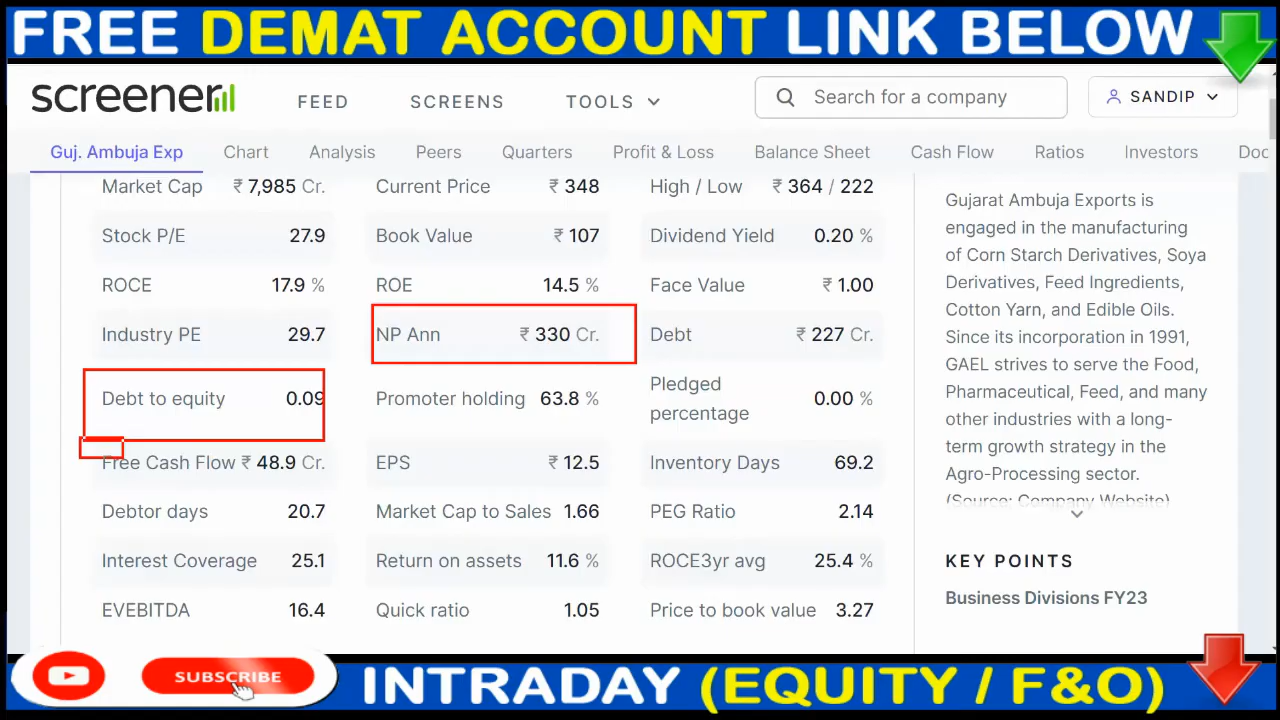 FREE DEMAT ACCOUNT LINK BELOW
screener
FEED SCREENS TOOLS
Search for a company
SANDIP
Guj. Ambuja Exp Chart Analysis Peers Quarters Profit & Loss Balance Sheet Cash Flow Ratios Investors Doc
Market Cap ₹ 7,985 Cr. Current Price ₹ 348 High / Low ₹ 364 / 222
Stock P/E 27.9 Book Value ₹ 107 Dividend Yield 0.20 %
ROCE 17.9 % ROE 14.5 % Face Value ₹ 1.00
Industry PE 29.7 NP Ann ₹ 330 Cr. Debt ₹ 227 Cr.
Debt to equity 0.09 Promoter holding 63.8 % Pledged percentage 0.00 %
Free Cash Flow ₹ 48.9 Cr. EPS ₹ 12.5 Inventory Days 69.2
Debtor days 20.7 Market Cap to Sales 1.66 PEG Ratio 2.14
Interest Coverage 25.1 Return on assets 11.6 % ROCE3yr avg 25.4 %
EVEBITDA 16.4 Quick ratio 1.05 Price to book value 3.27
Gujarat Ambuja Exports is
engaged in the manufacturing
of Corn Starch Derivatives, Soya
Derivatives, Feed Ingredients,
Cotton Yarn, and Edible Oils.
Since its incorporation in 1991,
GAEL strives to serve the Food,
Pharmaceutical, Feed, and many
other industries with a long-
term growth strategy in the
Agro-Processing sector.
(Source: Company Website)
KEY POINTS
Business Divisions FY23
SUBSCRIBE
INTRADAY (EQUITY / F&O)